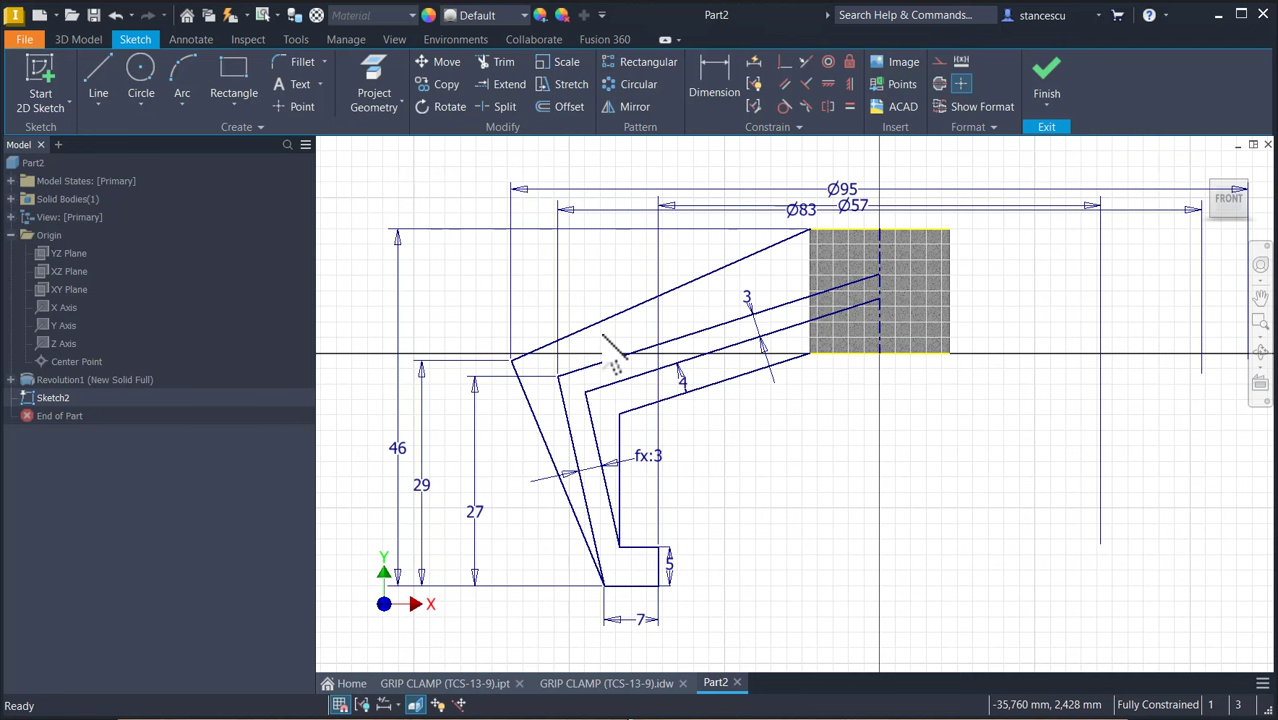 Material
Default
Part2
Search Help & Commands...
stancescu
File
3D Model
Sketch
Annotate
Inspect
Tools
Manage
View
Environments
Collaborate
Fusion 360
Start
2D Sketch
Line
Circle
Arc
Rectangle
Fillet
Text
Point
Project
Geometry
Move
Copy
Rotate
Trim
Extend
Split
Scale
Stretch
Offset
Rectangular
Circular
Mirror
Dimension
Image
Points
ACAD
Show Format
Finish
Sketch
Create
Modify
Pattern
Constrain
Insert
Format
Exit
Model
Part2
Model States: [Primary]
Solid Bodies(1)
View: [Primary]
Origin
YZ Plane
XZ Plane
XY Plane
X Axis
Y Axis
Z Axis
Center Point
Revolution1 (New Solid Full)
Sketch2
End of Part
FRONT
Ø95
Ø57
Ø83
3
4
46
29
27
fx:3
5
7
Y
X
Home
GRIP CLAMP (TCS-13-9).ipt
GRIP CLAMP (TCS-13-9).idw
Part2
Ready
-35,760 mm, 2,428 mm
Fully Constrained
1
3